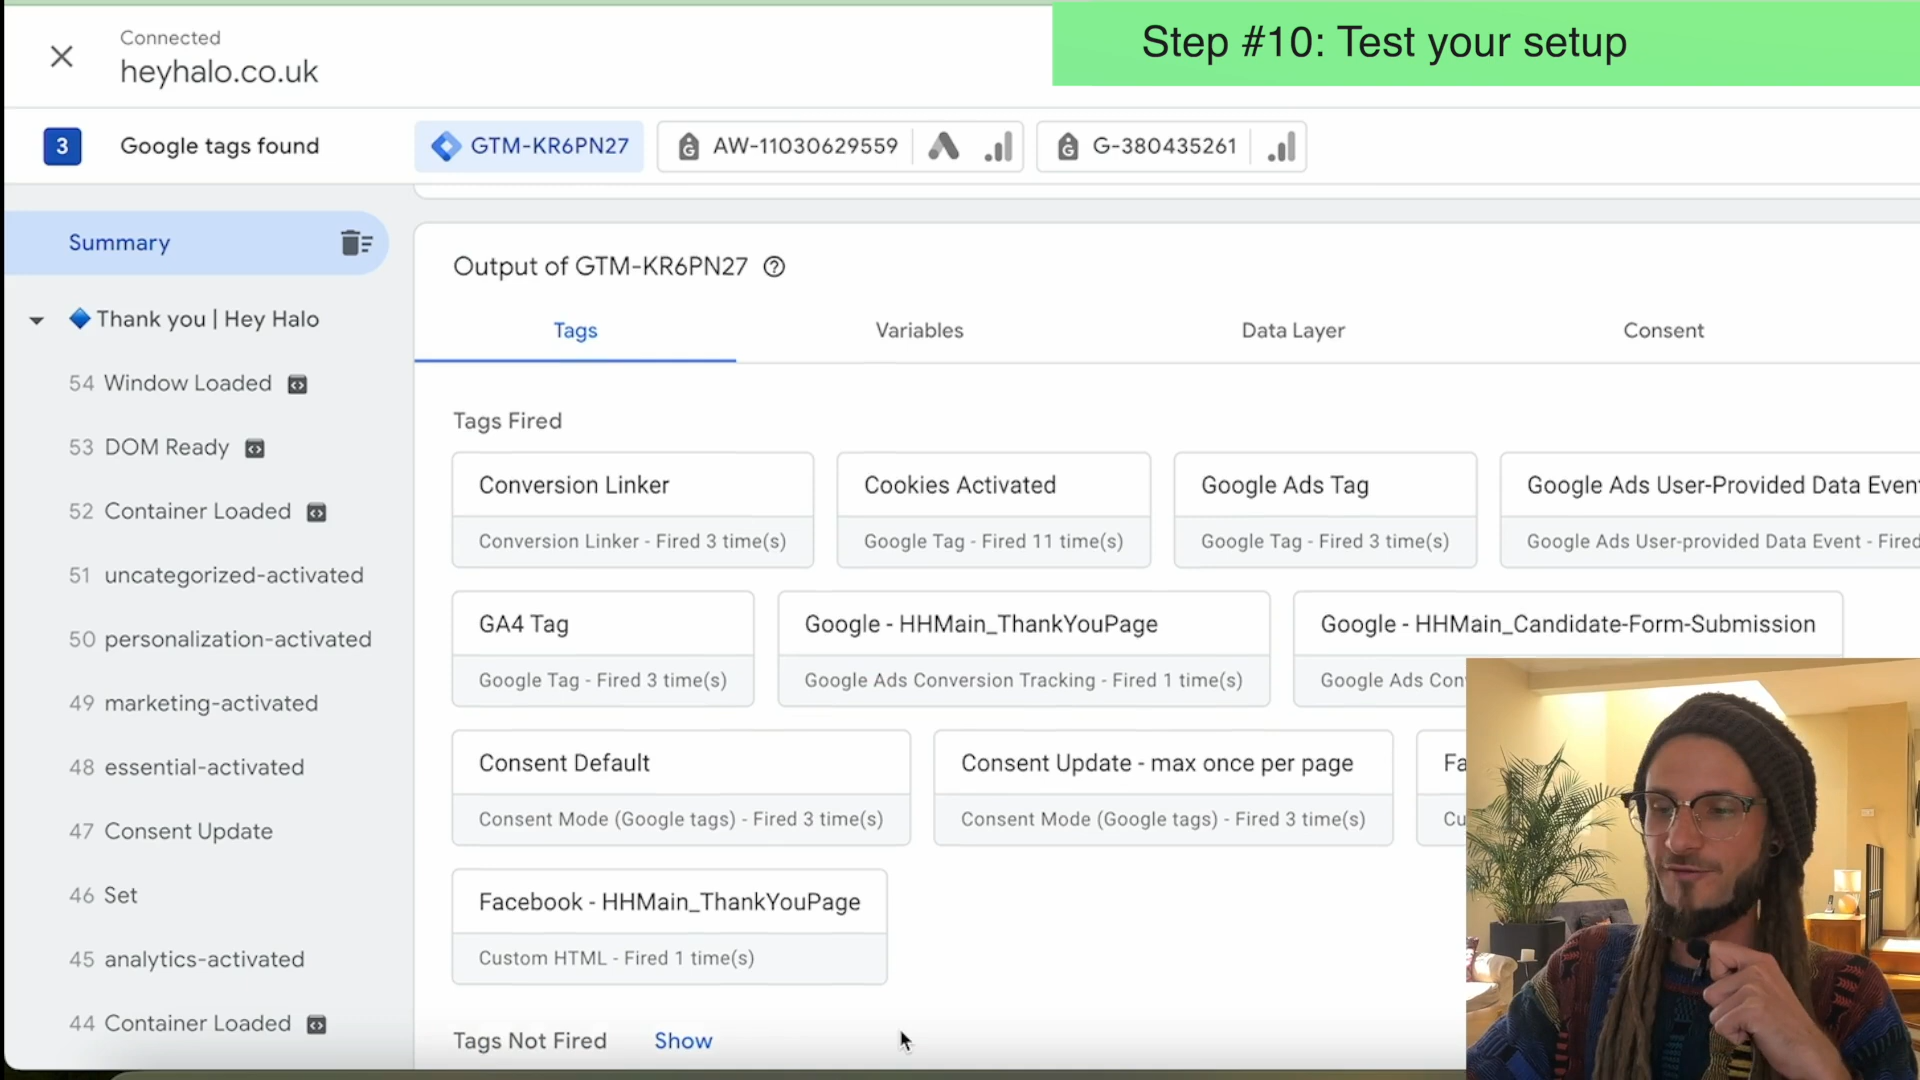 Step #10: Test your setup
Connected
heyhalo.co.uk
3 Google tags found GTM-KR6PN27 AW-11030629559 G-380435261
Summary
Thank you | Hey Halo
54 Window Loaded
53 DOM Ready
52 Container Loaded
51 uncategorized-activated
50 personalization-activated
49 marketing-activated
48 essential-activated
47 Consent Update
46 Set
45 analytics-activated
44 Container Loaded
Output of GTM-KR6PN27
Tags Variables Data Layer Consent
Tags Fired
Conversion Linker
Conversion Linker - Fired 3 time(s)
Cookies Activated
Google Tag - Fired 11 time(s)
Google Ads Tag
Google Tag - Fired 3 time(s)
Google Ads User-Provided Data Event
Google Ads User-provided Data Event - Fired
GA4 Tag
Google Tag - Fired 3 time(s)
Google - HHMain_ThankYouPage
Google Ads Conversion Tracking - Fired 1 time(s)
Google - HHMain_Candidate-Form-Submission
Google Ads Con
Consent Default
Consent Mode (Google tags) - Fired 3 time(s)
Consent Update - max once per page
Consent Mode (Google tags) - Fired 3 time(s)
Fa
Cu
Facebook - HHMain_ThankYouPage
Custom HTML - Fired 1 time(s)
Tags Not Fired Show